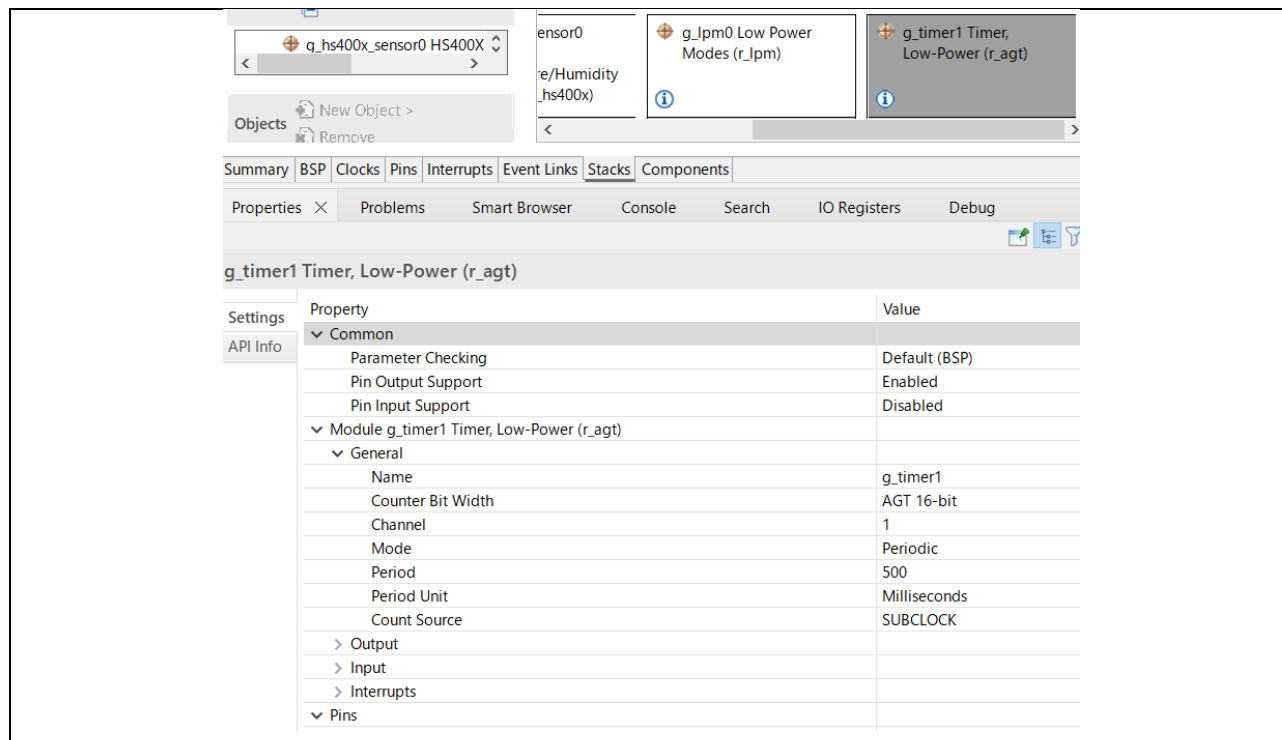 g_hs400x_sensor0 HS400X
Objects
New Object >
Remove
ensor0
re/Humidity
_hs400x)
g_lpm0 Low Power
Modes (r_lpm)
g_timer1 Timer,
Low-Power (r_agt)
Summary BSP Clocks Pins Interrupts Event Links Stacks Components
Properties Problems Smart Browser Console Search IO Registers Debug
g_timer1 Timer, Low-Power (r_agt)
Settings
API Info
Property Value
Common
Parameter Checking Default (BSP)
Pin Output Support Enabled
Pin Input Support Disabled
Module g_timer1 Timer, Low-Power (r_agt)
General
Name g_timer1
Counter Bit Width AGT 16-bit
Channel 1
Mode Periodic
Period 500
Period Unit Milliseconds
Count Source SUBCLOCK
Output
Input
Interrupts
Pins